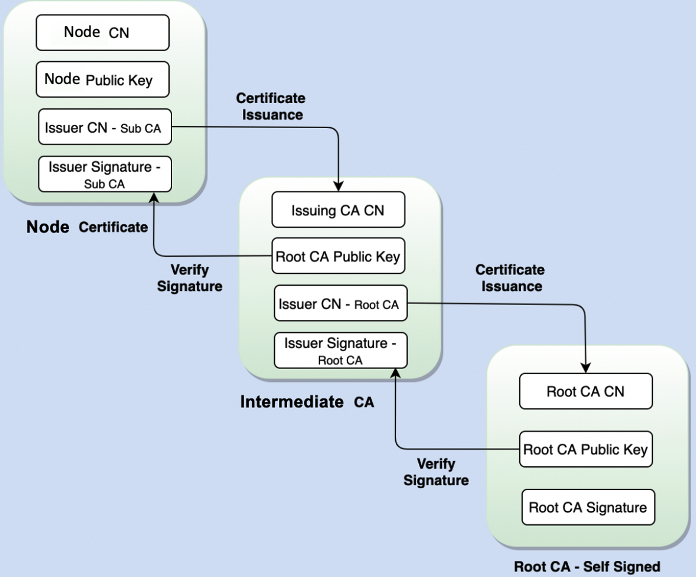 Node CN
Node Public Key
Issuer CN - Sub CA
Issuer Signature -
Sub CA
Node Certificate
Certificate
Issuance
Verify
Signature
Issuing CA CN
Root CA Public Key
Issuer CN - Root CA
Issuer Signature -
Root CA
Intermediate CA
Certificate
Issuance
Verify
Signature
Root CA CN
Root CA Public Key
Root CA Signature
Root CA - Self Signed